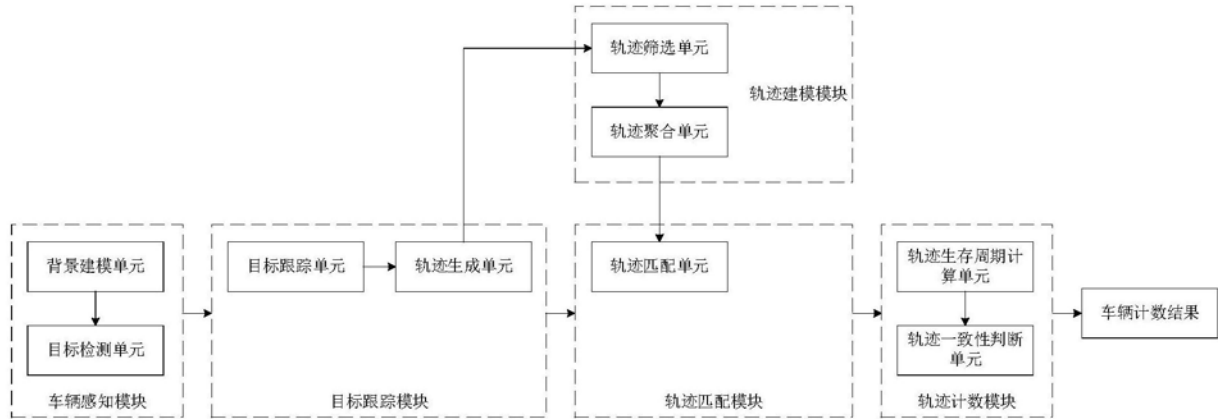 轨迹筛选单元
轨迹建模模块
轨迹聚合单元
背景建模单元
目标跟踪单元
轨迹生成单元
轨迹匹配单元
轨迹生存周期计
算单元
车辆计数结果
目标检测单元
轨迹一致性判断
单元
车辆感知模块
目标跟踪模块
轨迹匹配模块
轨迹计数模块